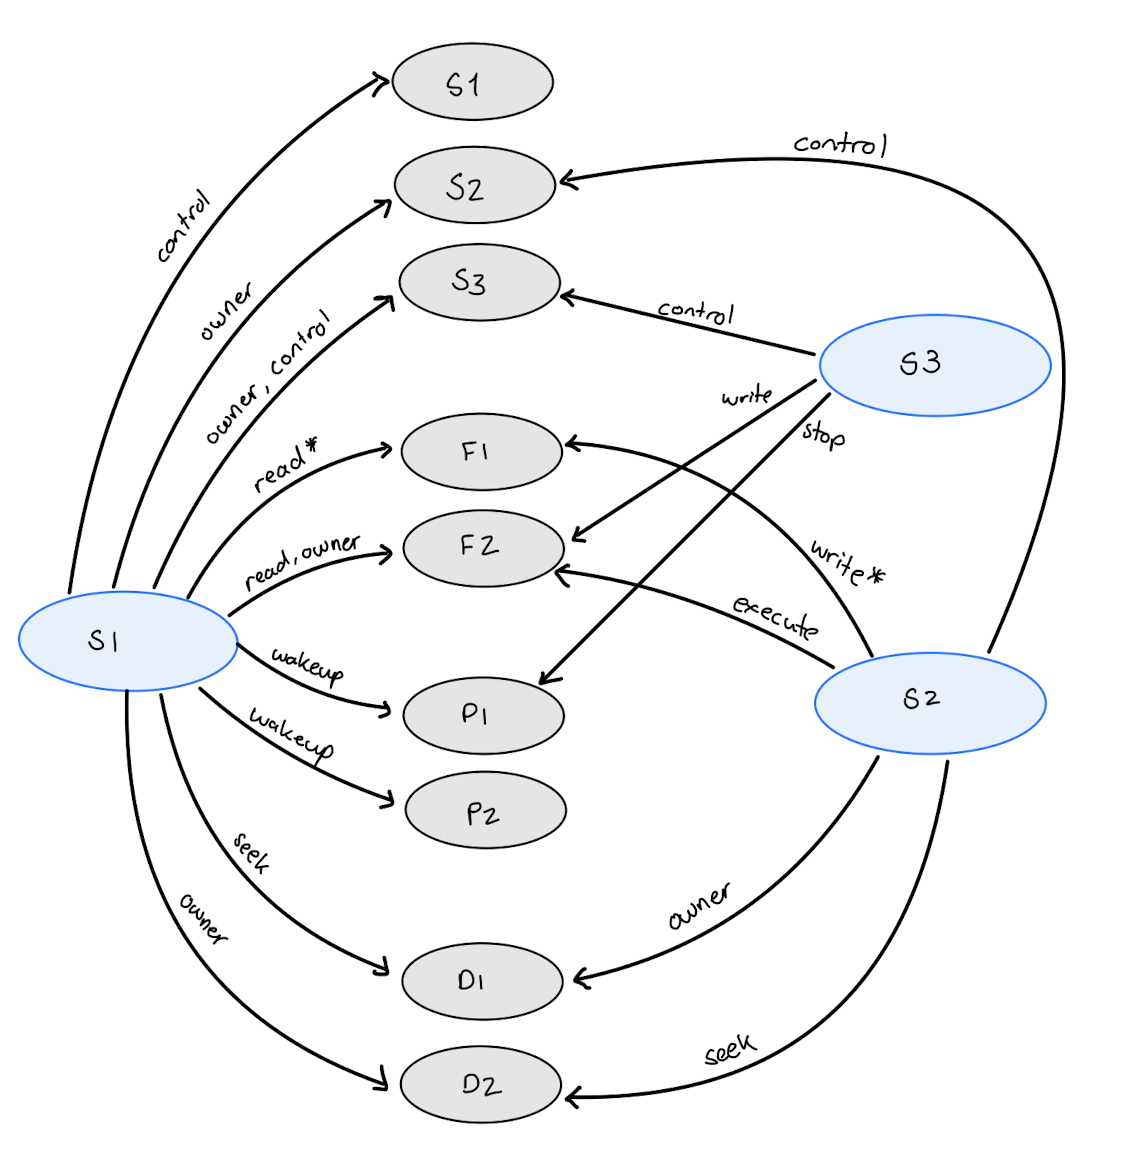 S1
control
S2
control
S3
owner
control
owner, control
S3
write
stop
read*
F1
F2
read, owner
write*
execute
S1
wakeup
S2
P1
wakeup
P2
seek
owner
owner
D1
seek
D2